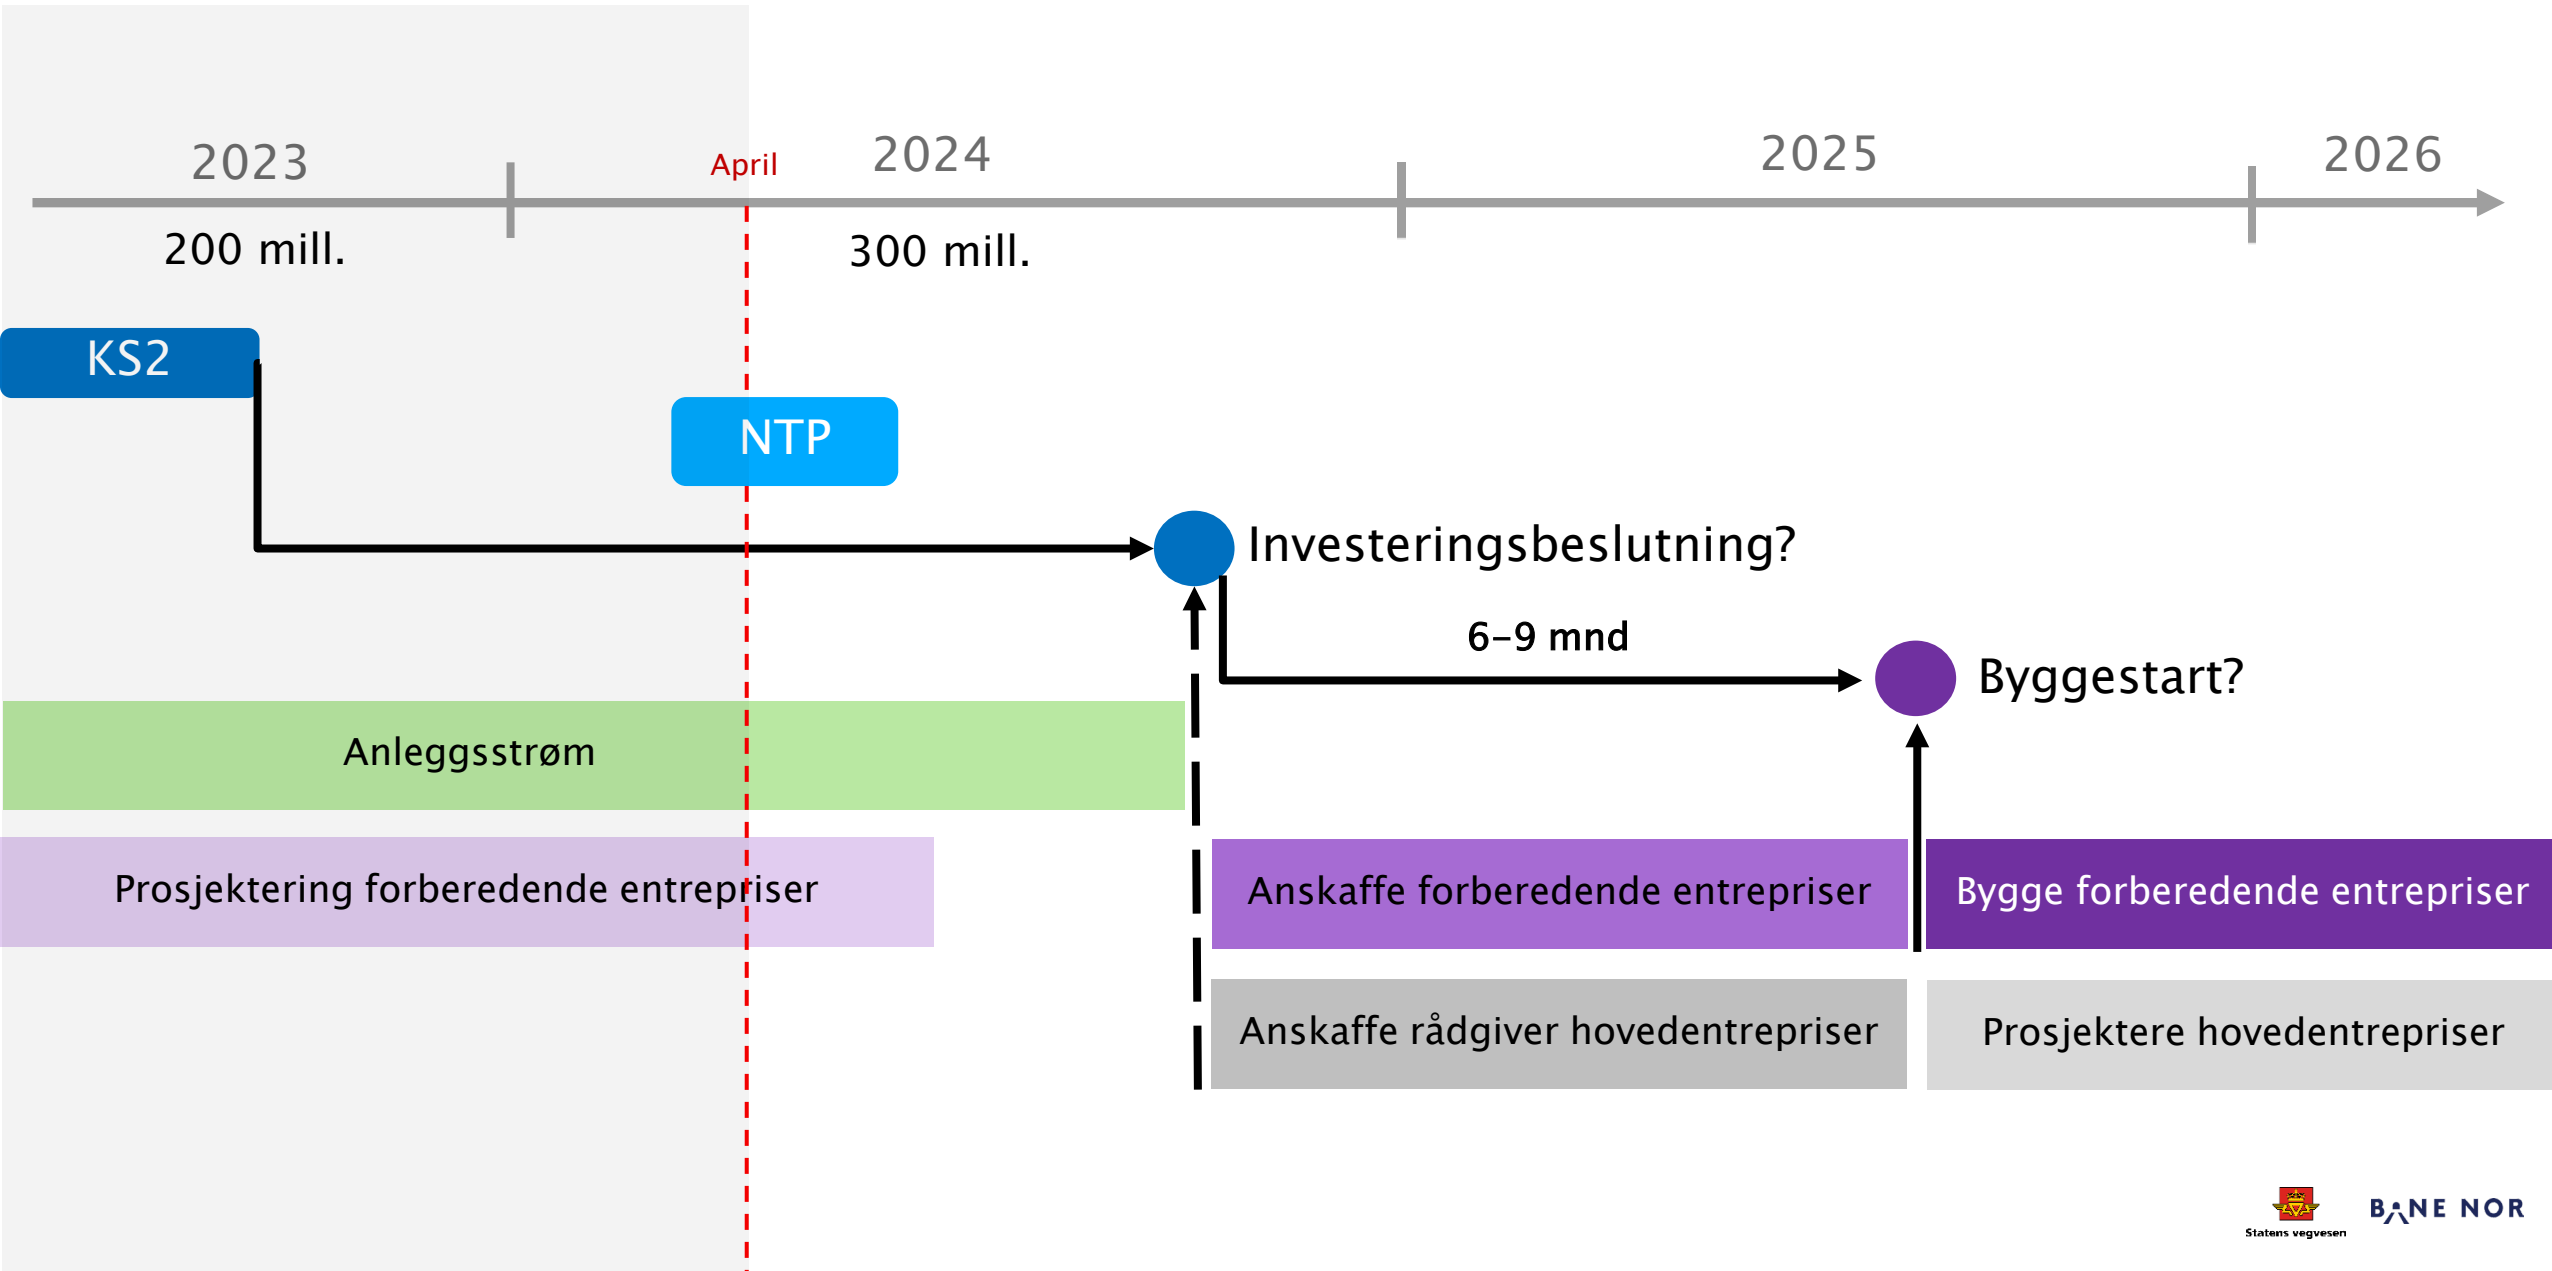 2023
April
2024
2025
2026
200 mill.
300 mill.
KS2
NTP
Investeringsbeslutning?
6–9 mnd
Byggestart?
Anleggsstrøm
Prosjektering forberedende entrepriser
Anskaffe forberedende entrepriser
Bygge forberedende entrepriser
Anskaffe rådgiver hovedentrepriser
Prosjektere hovedentrepriser
Statens vegvesen
BANE NOR